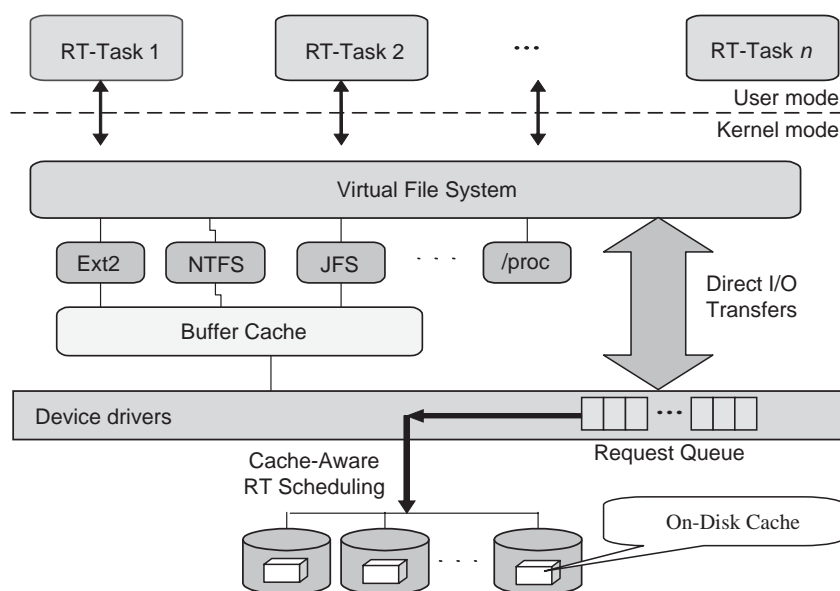 RT-Task 1
RT-Task 2
...
RT-Task n
User mode
Kernel mode
Virtual File System
Ext2
NTFS
JFS
. . .
/proc
Direct I/O
Transfers
Buffer Cache
Device drivers
...
Request Queue
Cache-Aware
RT Scheduling
On-Disk Cache
. . .